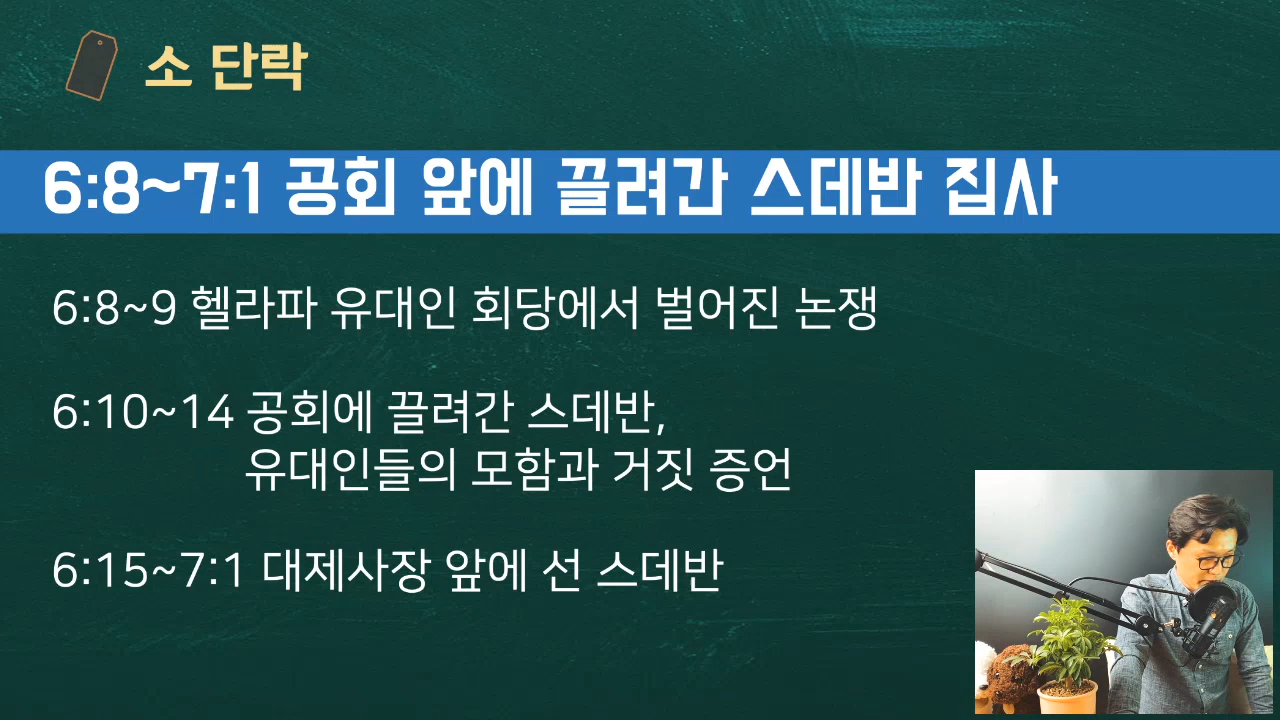 소 단락
6:8~7:1 공회 앞에 끌려간 스데반 집사
6:8~9 헬라파 유대인 회당에서 벌어진 논쟁
6:10~14 공회에 끌려간 스데반,
유대인들의 모함과 거짓 증언
6:15~7:1 대제사장 앞에 선 스데반